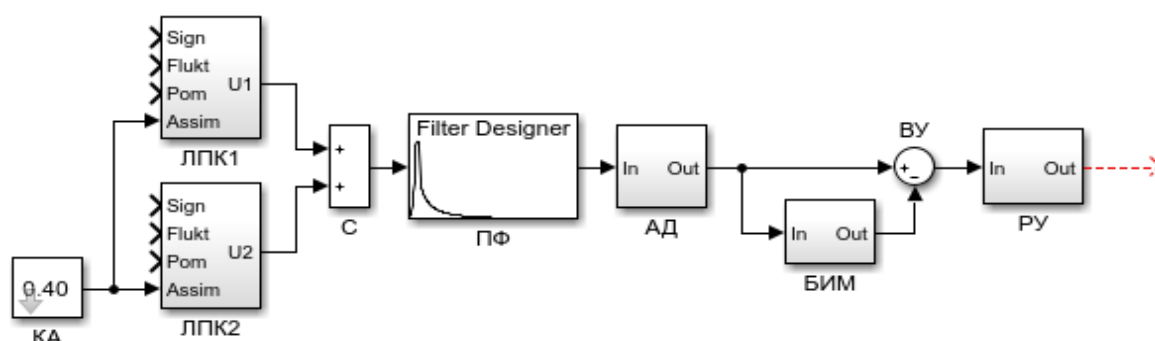 Sign
Flukt
Pom
Assim
U1
ЛПК1
Sign
Flukt
Pom
Assim
U2
ЛПК2
0.40
КА
+
+
С
Filter Designer
ПФ
In
Out
АД
In
Out
БИМ
ВУ
+
−
In
Out
РУ